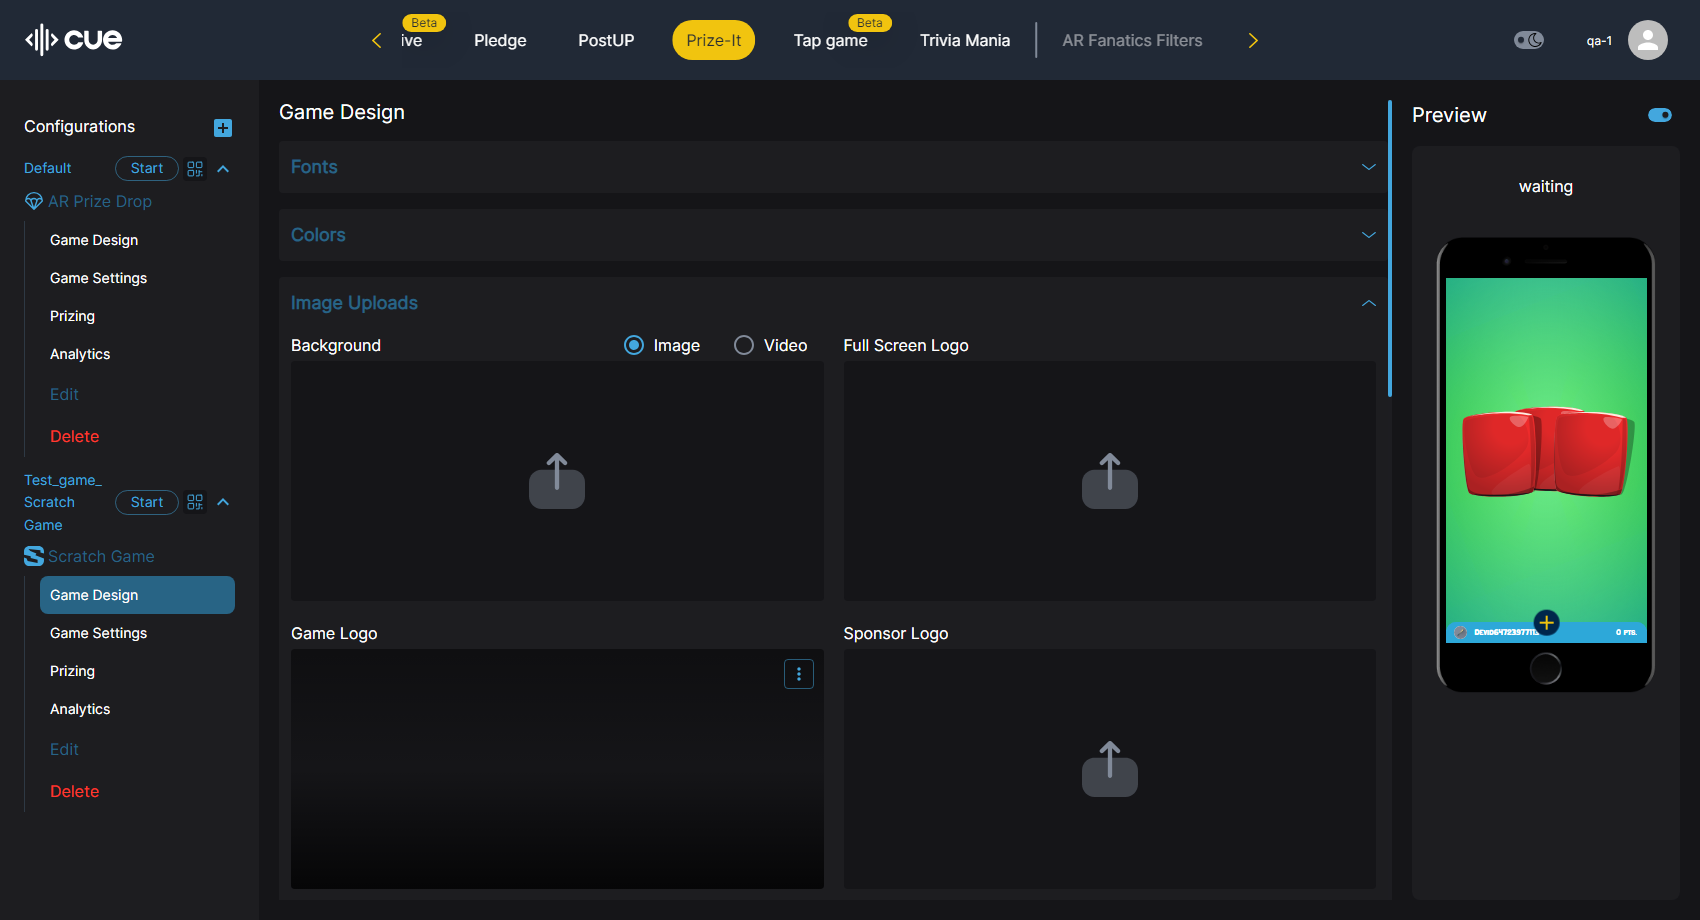 cue
Beta
ive
Pledge
PostUP
Prize-It
Beta
Tap game
Trivia Mania
AR Fanatics Filters
qa-1
Configurations
Default
Start
AR Prize Drop
Game Design
Game Settings
Prizing
Analytics
Edit
Delete
Test_game_
Scratch
Game
Start
Scratch Game
Game Design
Game Settings
Prizing
Analytics
Edit
Delete
Game Design
Fonts
Colors
Image Uploads
Background
Image
Video
Full Screen Logo
Game Logo
Sponsor Logo
Preview
waiting
0 PTS.